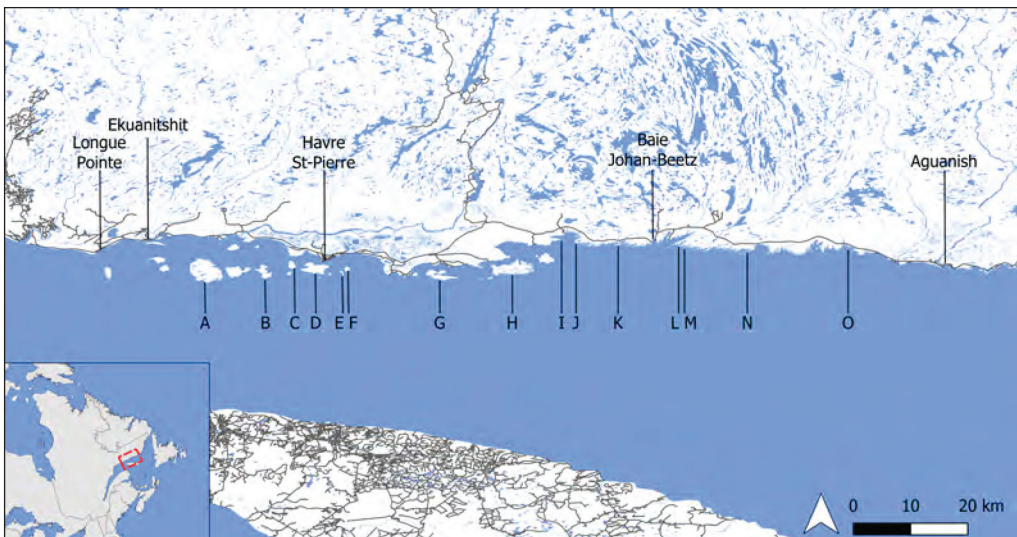 Ekuanitshit
Longue
Pointe
Havre
St-Pierre
Baie
Johan-Beetz
Aguanish
A
B
C
D
E
F
G
H
I
J
K
L
M
N
O
0 10 20 km